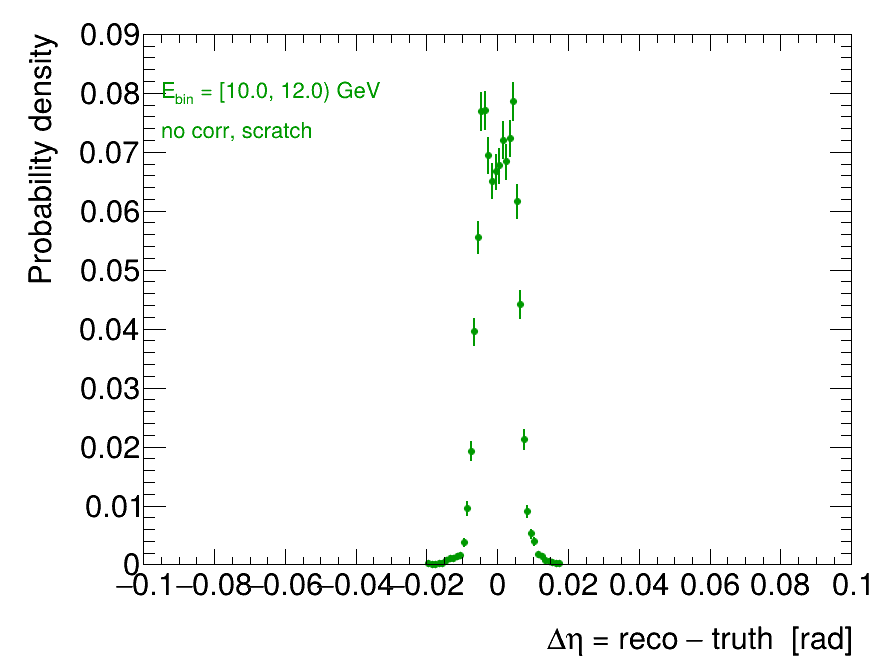 Probability density
0.09
0.08
0.07
0.06
0.05
0.04
0.03
0.02
0.01
0
E_bin = [10.0, 12.0) GeV
no corr, scratch
−0.1 −0.08 −0.06 −0.04 −0.02 0 0.02 0.04 0.06 0.08 0.1
Δη = reco − truth [rad]